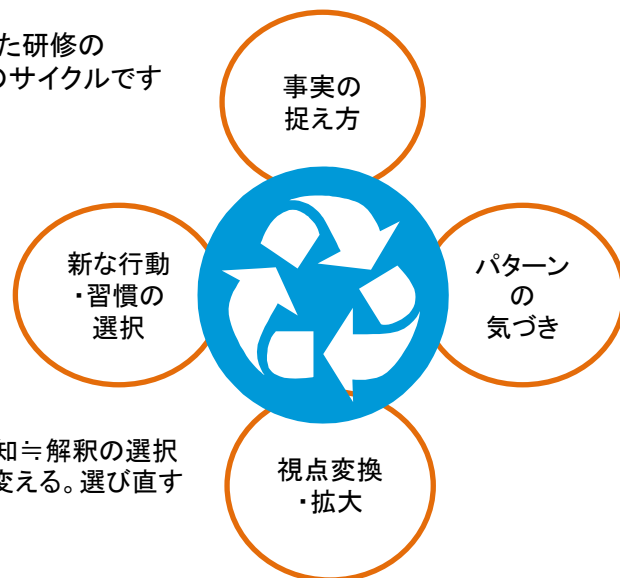 た研修の
のサイクルです
事実の
捉え方
新な行動
・習慣の
選択
パターン
の
気づき
知≒解釈の選択
変える。選び直す
視点変換
・拡大